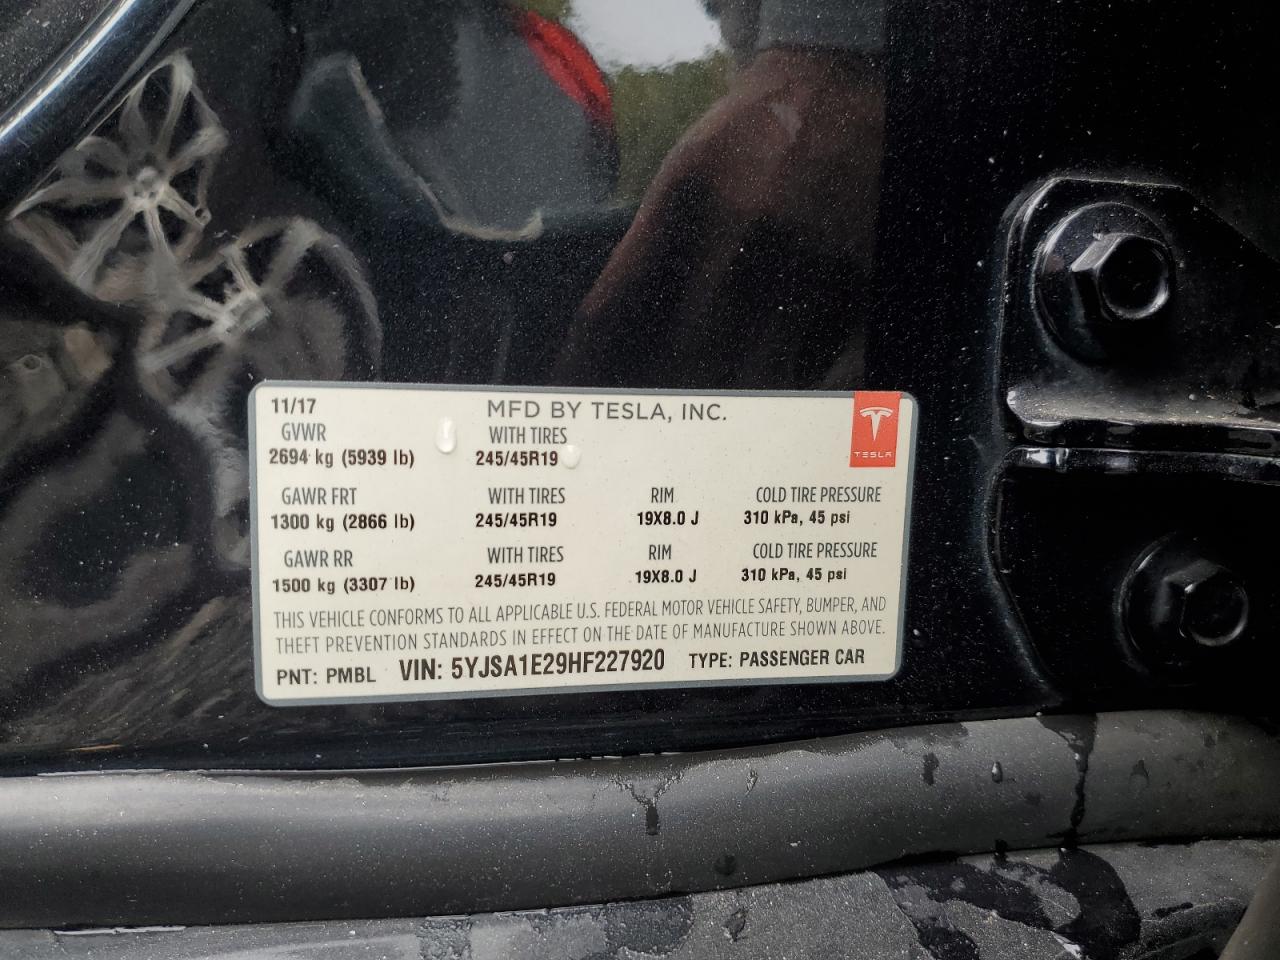 11/17 MFD BY TESLA, INC.
GVWR WITH TIRES
2694 kg (5939 lb) 245/45R19
TESLA
GAWR FRT WITH TIRES RIM COLD TIRE PRESSURE
1300 kg (2866 lb) 245/45R19 19X8.0 J 310 kPa, 45 psi
GAWR RR WITH TIRES RIM COLD TIRE PRESSURE
1500 kg (3307 lb) 245/45R19 19X8.0 J 310 kPa, 45 psi
THIS VEHICLE CONFORMS TO ALL APPLICABLE U.S. FEDERAL MOTOR VEHICLE SAFETY, BUMPER, AND
THEFT PREVENTION STANDARDS IN EFFECT ON THE DATE OF MANUFACTURE SHOWN ABOVE.
PNT: PMBL VIN: 5YJSA1E29HF227920 TYPE: PASSENGER CAR